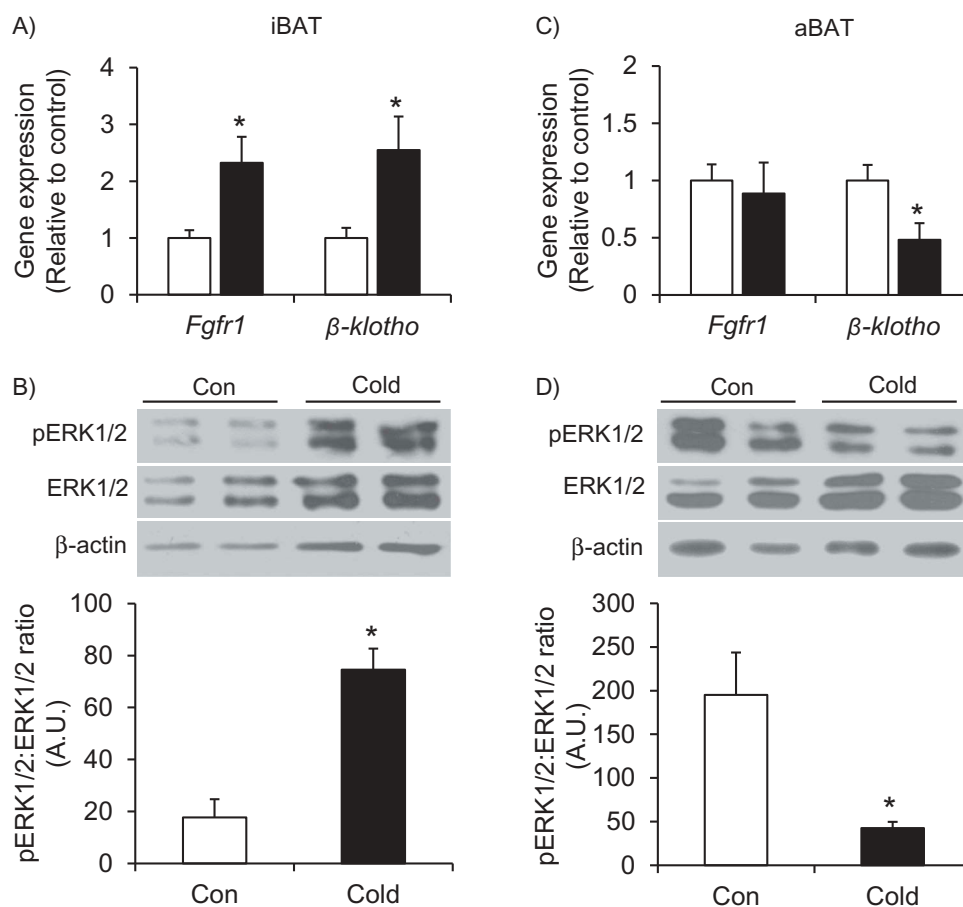 A)
iBAT
Gene expression
(Relative to control)
4
3
2
1
0
*
*
Fgfr1
β-klotho
C)
aBAT
Gene expression
(Relative to control)
2
1.5
1
0.5
0
*
Fgfr1
β-klotho
B)
Con
Cold
pERK1/2
ERK1/2
β-actin
pERK1/2:ERK1/2 ratio
(A.U.)
100
80
60
40
20
0
*
Con
Cold
D)
Con
Cold
pERK1/2
ERK1/2
β-actin
pERK1/2:ERK1/2 ratio
(A.U.)
300
250
200
150
100
50
0
*
Con
Cold